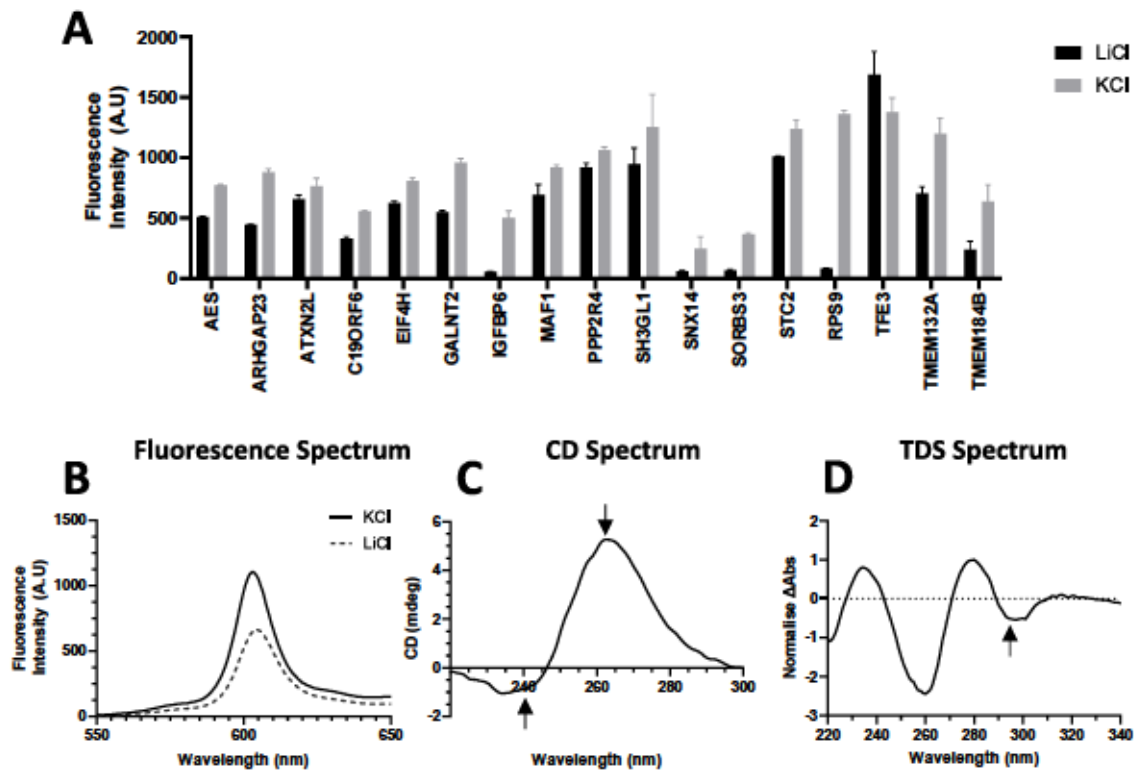 A
Fluorescence
Intensity (A.U)
2000
1500
1000
500
0
LiCl
KCl
AES
ARHGAP23
ATXN2L
C19ORF6
EIF4H
GALNT2
IGFBP6
MAF1
PPP2R4
SH3GL1
SNX14
SORBS3
STC2
RPS9
TFE3
TMEM132A
TMEM184B
Fluorescence Spectrum
B
Fluorescence
Intensity (A.U)
1500
1000
500
0
KCl
LiCl
550
600
650
Wavelength (nm)
CD Spectrum
C
CD (mdeg)
6
4
2
0
-2
240
260
280
300
Wavelength (nm)
TDS Spectrum
D
Normalise ΔAbs
2
1
0
-1
-2
-3
220
240
260
280
300
320
340
Wavelength (nm)